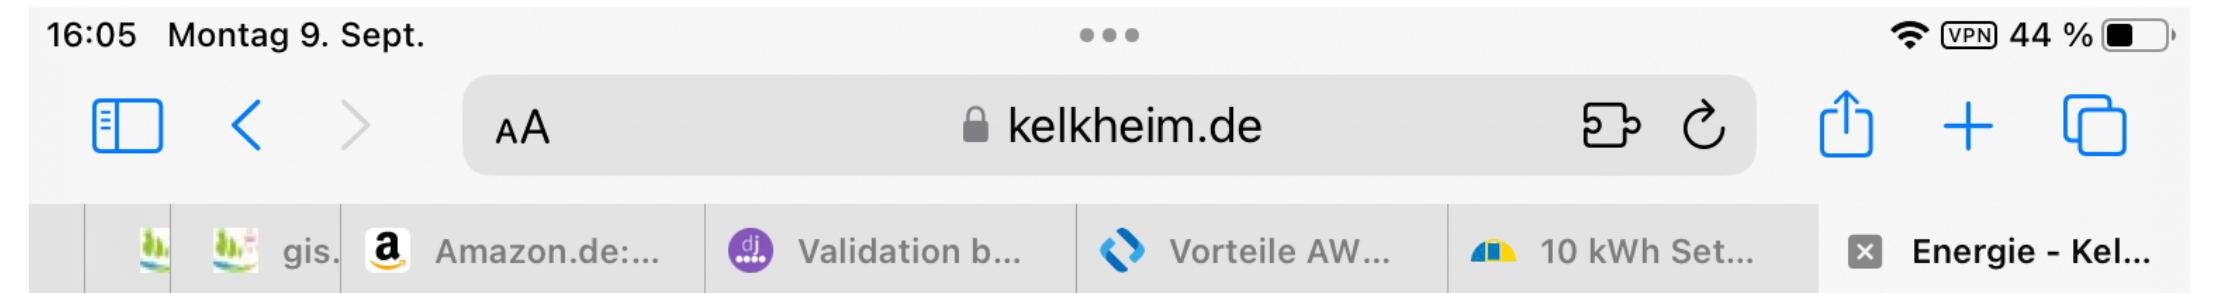 16:05 Montag 9. Sept. VPN 44 %
AA kelkheim.de
gis. a Amazon.de:... dj Validation b... Vorteile AW... 10 kWh Set... Energie - Kel...